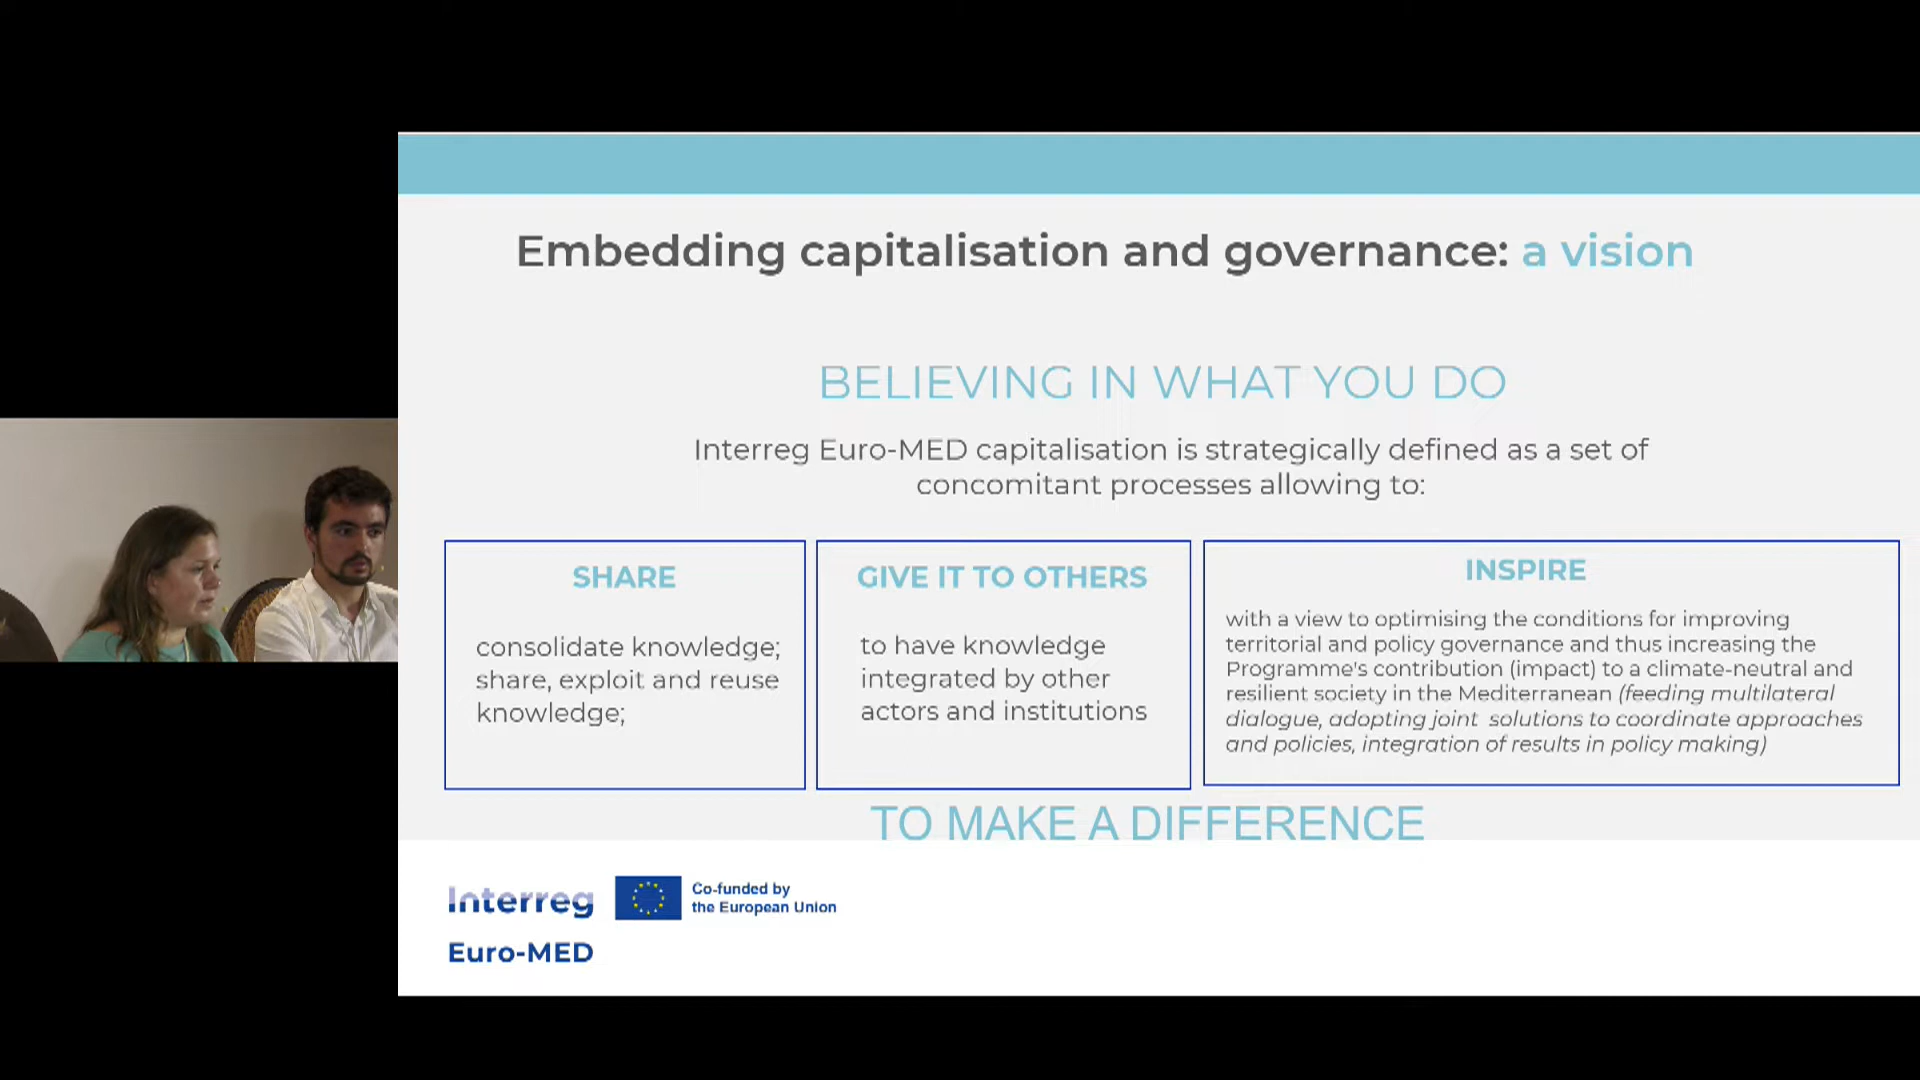 Embedding capitalisation and governance: a vision
BELIEVING IN WHAT YOU DO
Interreg Euro-MED capitalisation is strategically defined as a set of
concomitant processes allowing to:
SHARE
consolidate knowledge;
share, exploit and reuse
knowledge;
GIVE IT TO OTHERS
to have knowledge
integrated by other
actors and institutions
INSPIRE
with a view to optimising the conditions for improving
territorial and policy governance and thus increasing the
Programme's contribution (impact) to a climate-neutral and
resilient society in the Mediterranean (feeding multilateral
dialogue, adopting joint solutions to coordinate approaches
and policies, integration of results in policy making)
TO MAKE A DIFFERENCE
Interreg
Co-funded by
the European Union
Euro-MED